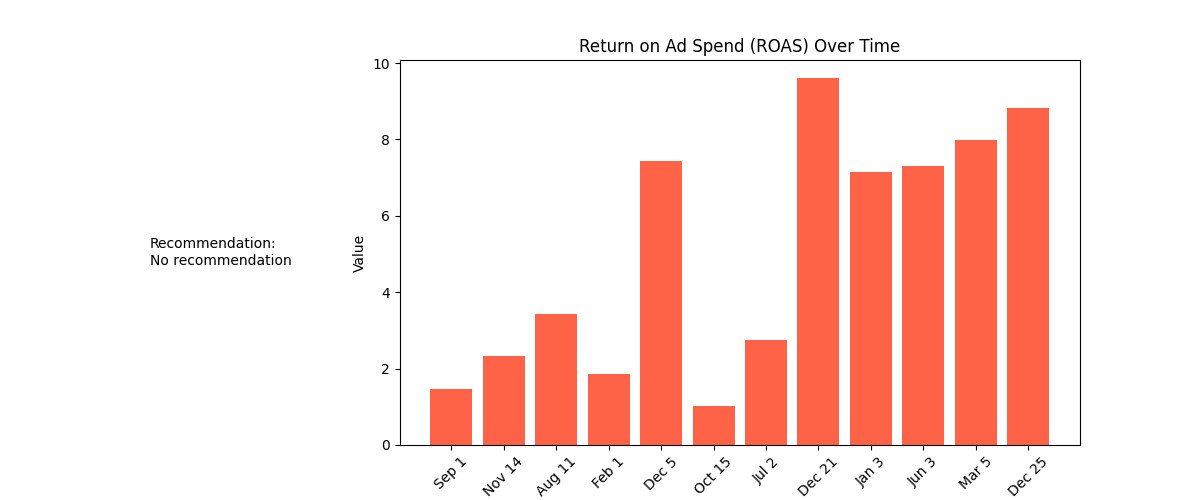 Return on Ad Spend (ROAS) Over Time
Recommendation:
No recommendation
Value
10
8
6
4
2
0
Sep 1
Nov 14
Aug 11
Feb 1
Dec 5
Oct 15
Jul 2
Dec 21
Jan 3
Jun 3
Mar 5
Dec 25